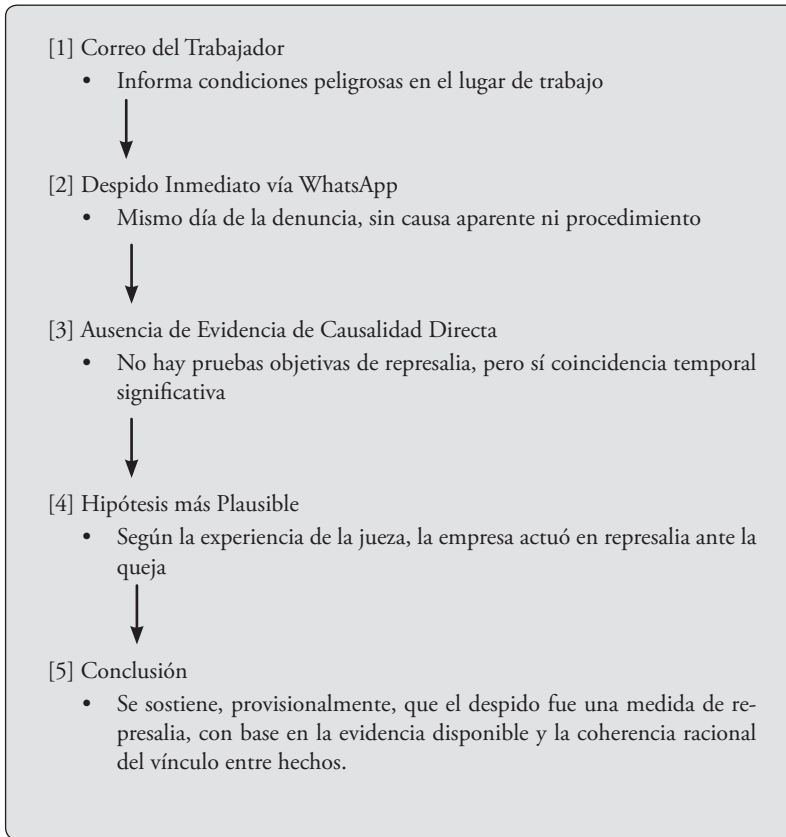 [1] Correo del Trabajador
• Informa condiciones peligrosas en el lugar de trabajo
[2] Despido Inmediato vía WhatsApp
• Mismo día de la denuncia, sin causa aparente ni procedimiento
[3] Ausencia de Evidencia de Causalidad Directa
• No hay pruebas objetivas de represalia, pero sí coincidencia temporal
significativa
[4] Hipótesis más Plausible
• Según la experiencia de la jueza, la empresa actuó en represalia ante la
queja
[5] Conclusión
• Se sostiene, provisionalmente, que el despido fue una medida de re-
presalia, con base en la evidencia disponible y la coherencia racional
del vínculo entre hechos.